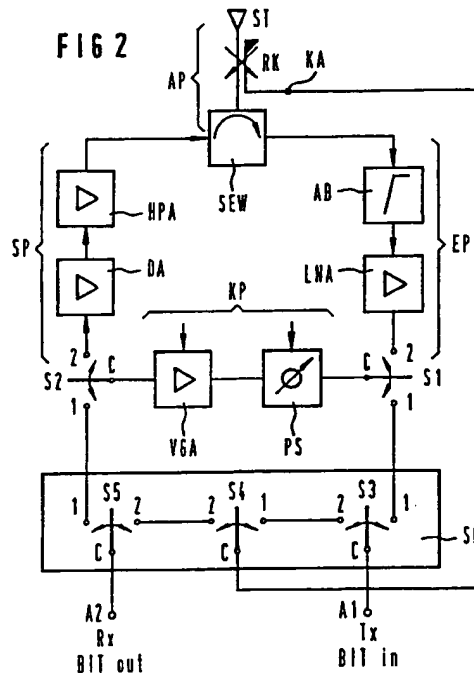 FIG 2
ST
AP
RK
KA
SEW
SP
HPA
DA
AB
EP
LNA
KP
2
S2
C
1
VGA
PS
2
C
S1
1
1
S5
2
C
2
S4
1
C
2
S3
1
C
A2
Rx
BIT out
A1
Tx
BIT in